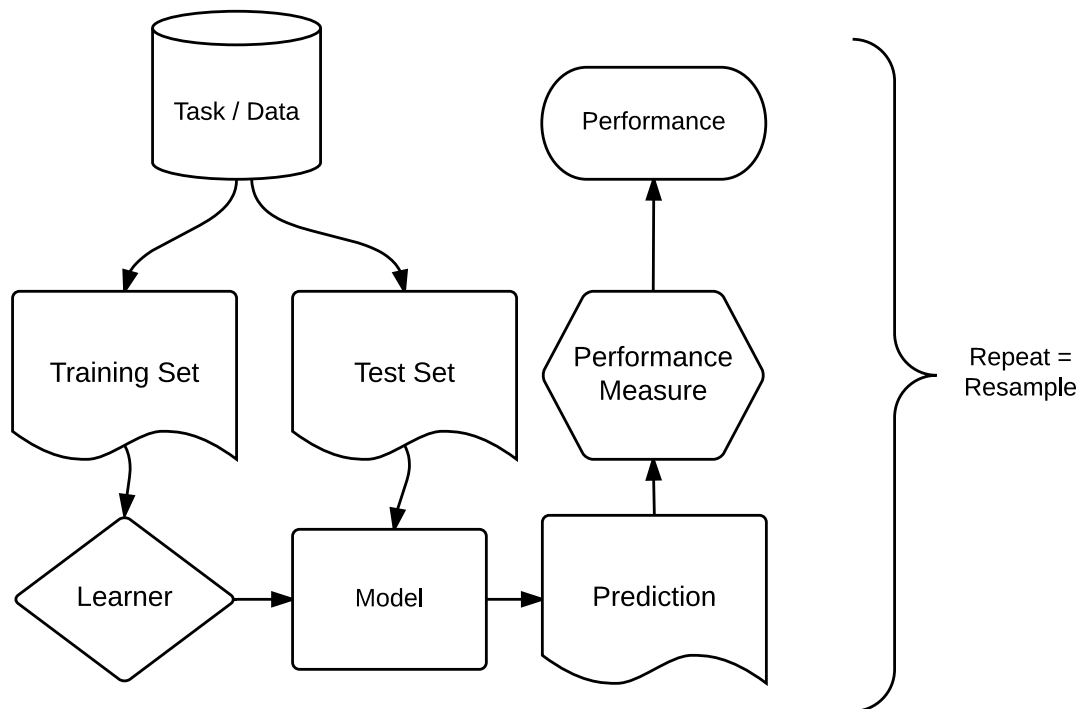 Task / Data
Performance
Training Set
Test Set
Performance
Measure
Repeat =
Resample
Learner
Model
Prediction